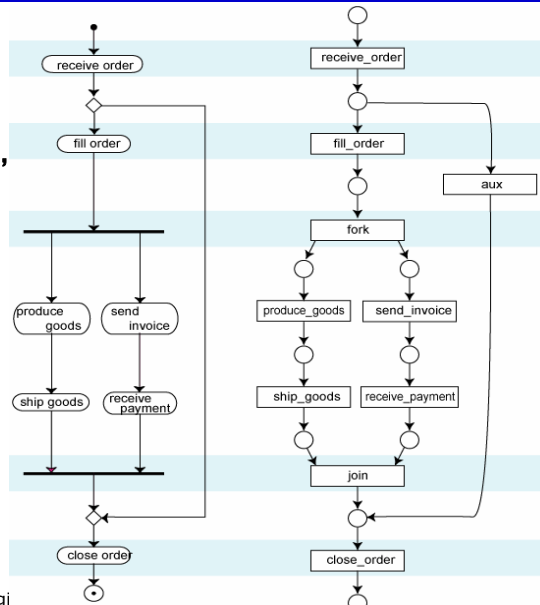 receive order
fill order
,
produce
goods
send
invoice
ship goods
receive
payment
close order
receive_order
fill_order
aux
fork
produce_goods
send_invoice
ship_goods
receive_payment
join
close_order